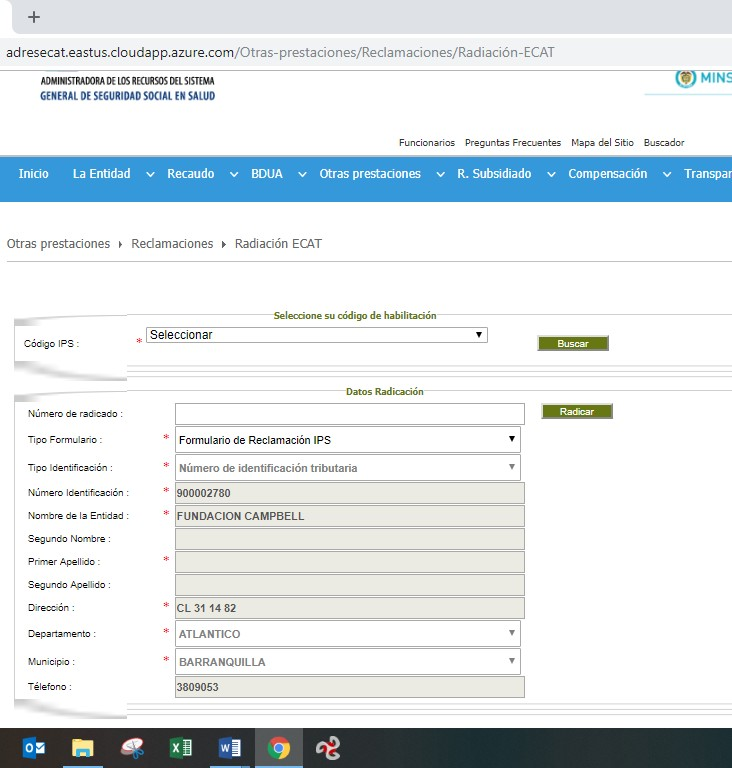 adresecat.eastus.cloudapp.azure.com/Otras-prestaciones/Reclamaciones/Radiación-ECAT
ADMINISTRADORA DE LOS RECURSOS DEL SISTEMA
GENERAL DE SEGURIDAD SOCIAL EN SALUD
MINS
Funcionarios Preguntas Frecuentes Mapa del Sitio Buscador
Inicio La Entidad Recaudo BDUA Otras prestaciones R. Subsidiado Compensación Transpar
Otras prestaciones Reclamaciones Radiación ECAT
Seleccione su código de habilitación
Código IPS : * Seleccionar Buscar
Datos Radicación
Número de radicado : Radicar
Tipo Formulario : * Formulario de Reclamación IPS
Tipo Identificación : * Número de identificación tributaria
Número Identificación : * 900002780
Nombre de la Entidad : * FUNDACION CAMPBELL
Segundo Nombre :
Primer Apellido : *
Segundo Apellido :
Dirección : * CL 31 14 82
Departamento : * ATLANTICO
Municipio : * BARRANQUILLA
Télefono : 3809053